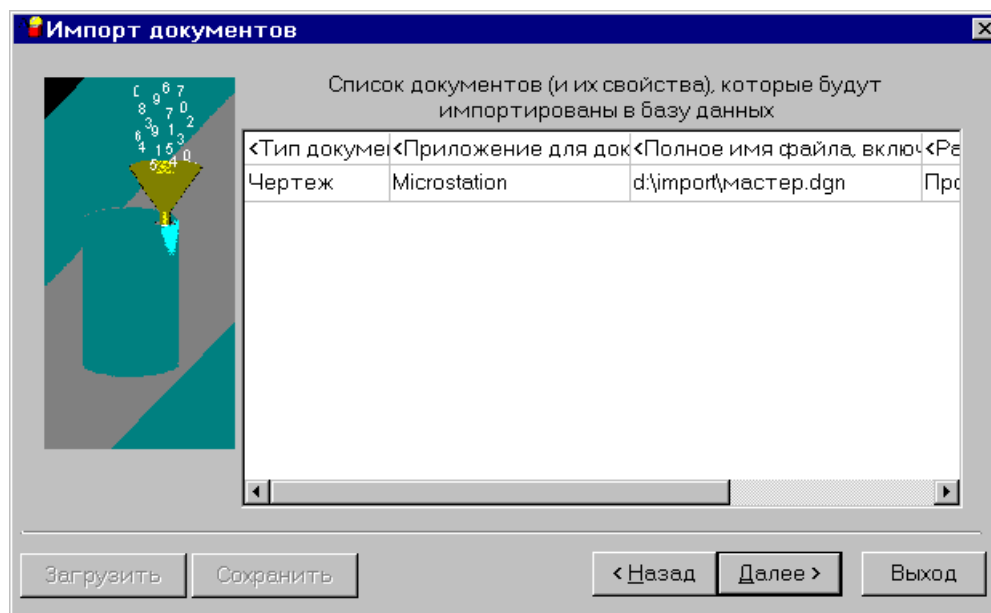 Импорт документов
Список документов (и их свойства), которые будут
импортированы в базу данных
<Тип докуме <Приложение для док <Полное имя файла, включ <Ра
Чертеж Microstation d:\import\мастер.dgn Про
Загрузить Сохранить < Назад Далее > Выход